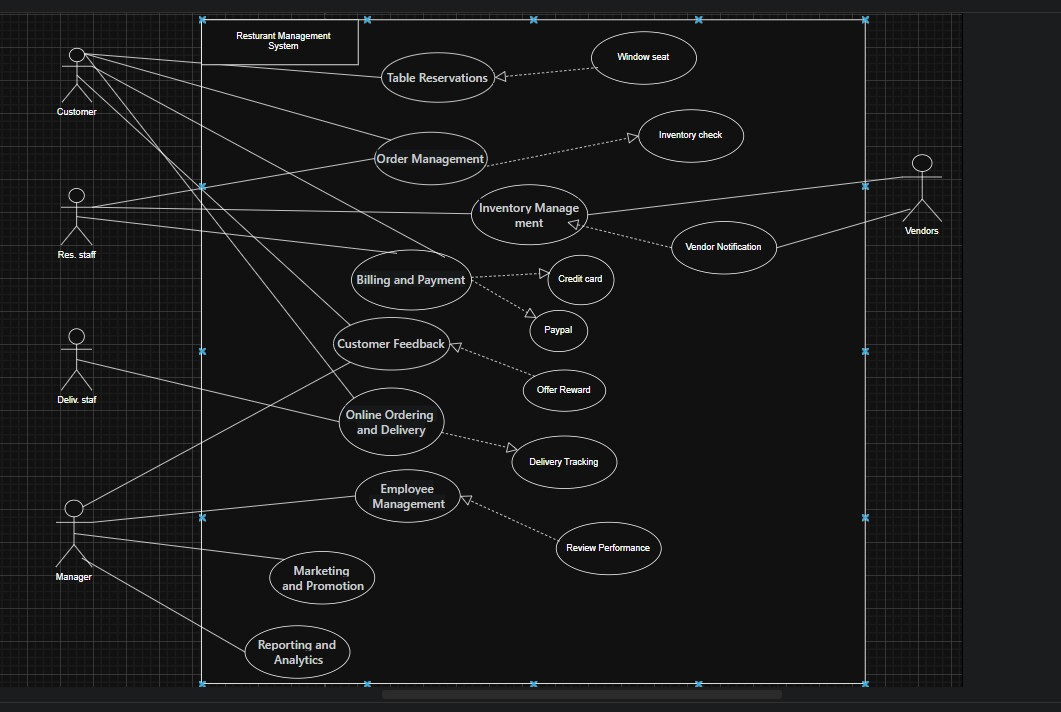 Resturant Management
System
Table Reservations
Window seat
Customer
Inventory check
Order Management
Inventory Manage
ment
Vendors
Res. staff
Vendor Notification
Billing and Payment
Credit card
Paypal
Customer Feedback
Offer Reward
Deliv. staf
Online Ordering
and Delivery
Delivery Tracking
Employee
Management
Review Performance
Manager
Marketing
and Promotion
Reporting and
Analytics